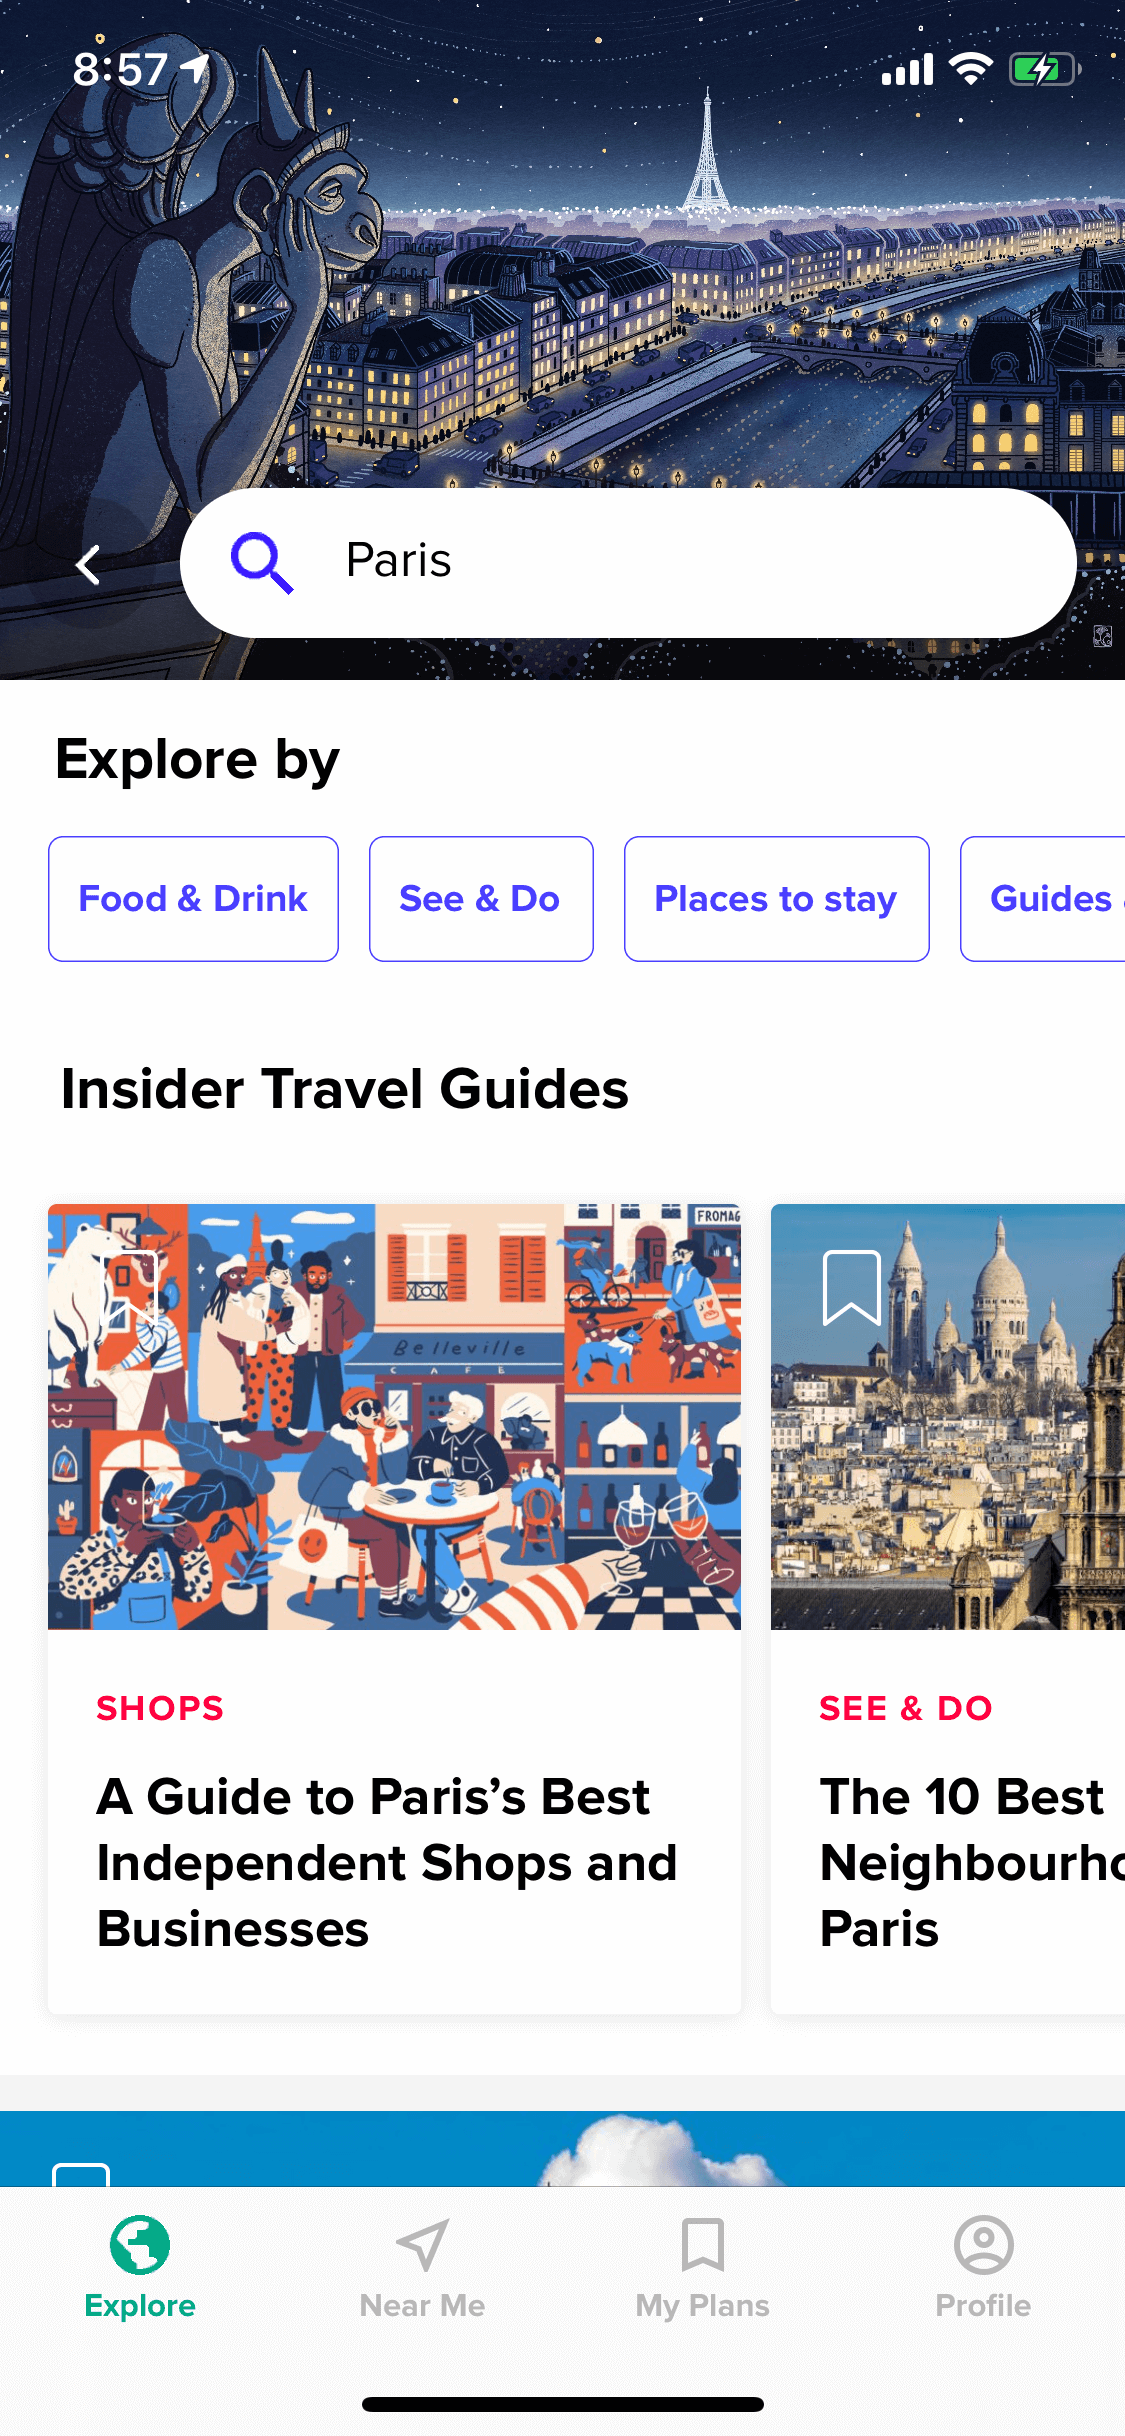 8:57
Paris
Explore by
Food & Drink
See & Do
Places to stay
Guides
Insider Travel Guides
FROMAG
Belleville
CAFE
SHOPS
A Guide to Paris’s Best
Independent Shops and
Businesses
SEE & DO
The 10 Best
Neighbourho
Paris
Explore
Near Me
My Plans
Profile